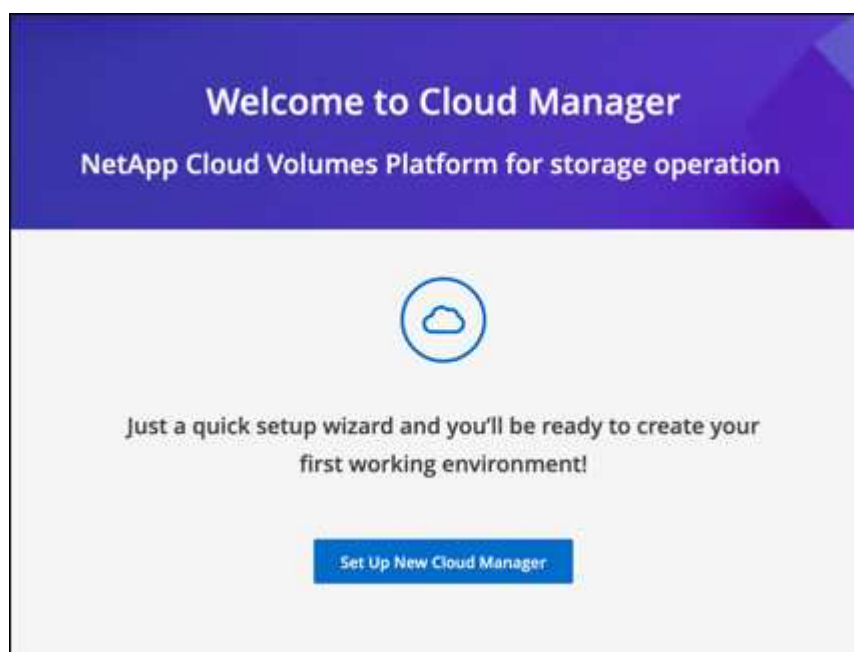 Welcome to Cloud Manager
NetApp Cloud Volumes Platform for storage operation
Just a quick setup wizard and you'll be ready to create your
first working environment!
Set Up New Cloud Manager